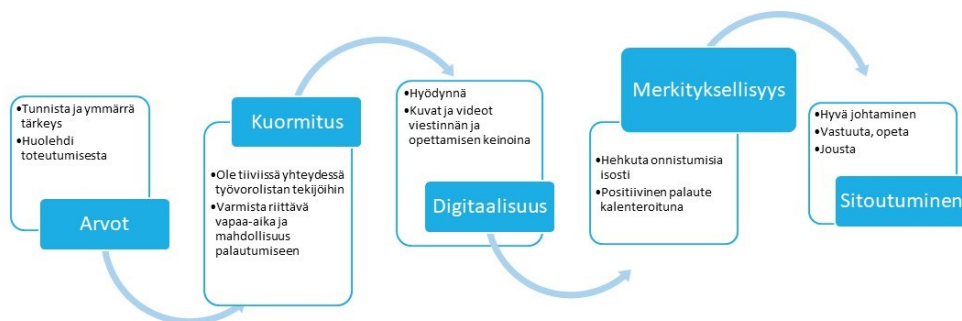 •Tunnista ja ymmärrä
tärkeys
•Huolehdi
toteutumisesta
Arvot
Kuormitus
•Ole tiiviissä yhteydessä
työvorolistan tekijöihin
•Varmista riittävä
vapaa-aika ja
mahdollisuus
palautumiseen
•Hyödynnä
•Kuvat ja videot
viestinnän ja
opettamisen keinoina
Digitaalisuus
Merkityksellisyys
•Hehkuta onnistumisia
isosti
•Positiivinen palaute
kalenteroituna
•Hyvä johtaminen
•Vastuuta, opeta
•Jousta
Sitoutuminen